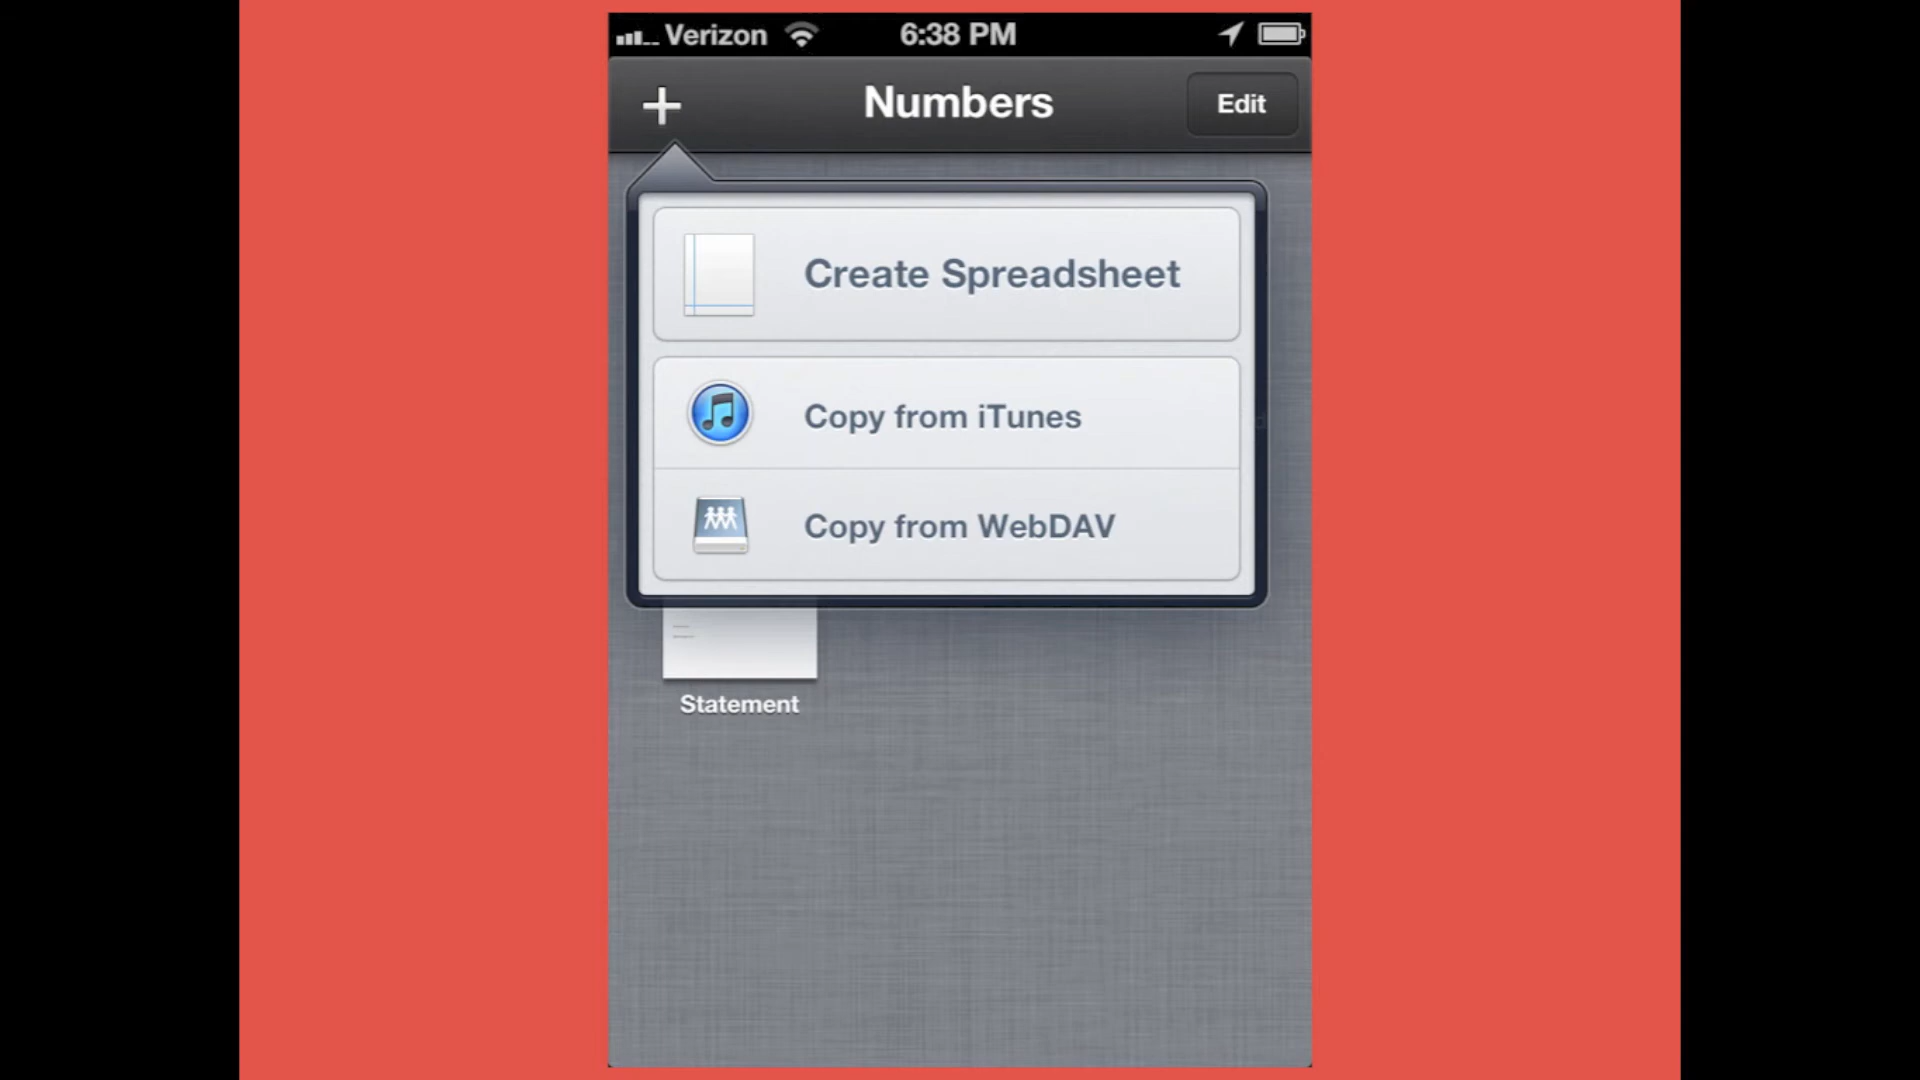 Verizon 6:38 PM
Numbers Edit
Create Spreadsheet
Copy from iTunes
Copy from WebDAV
Statement